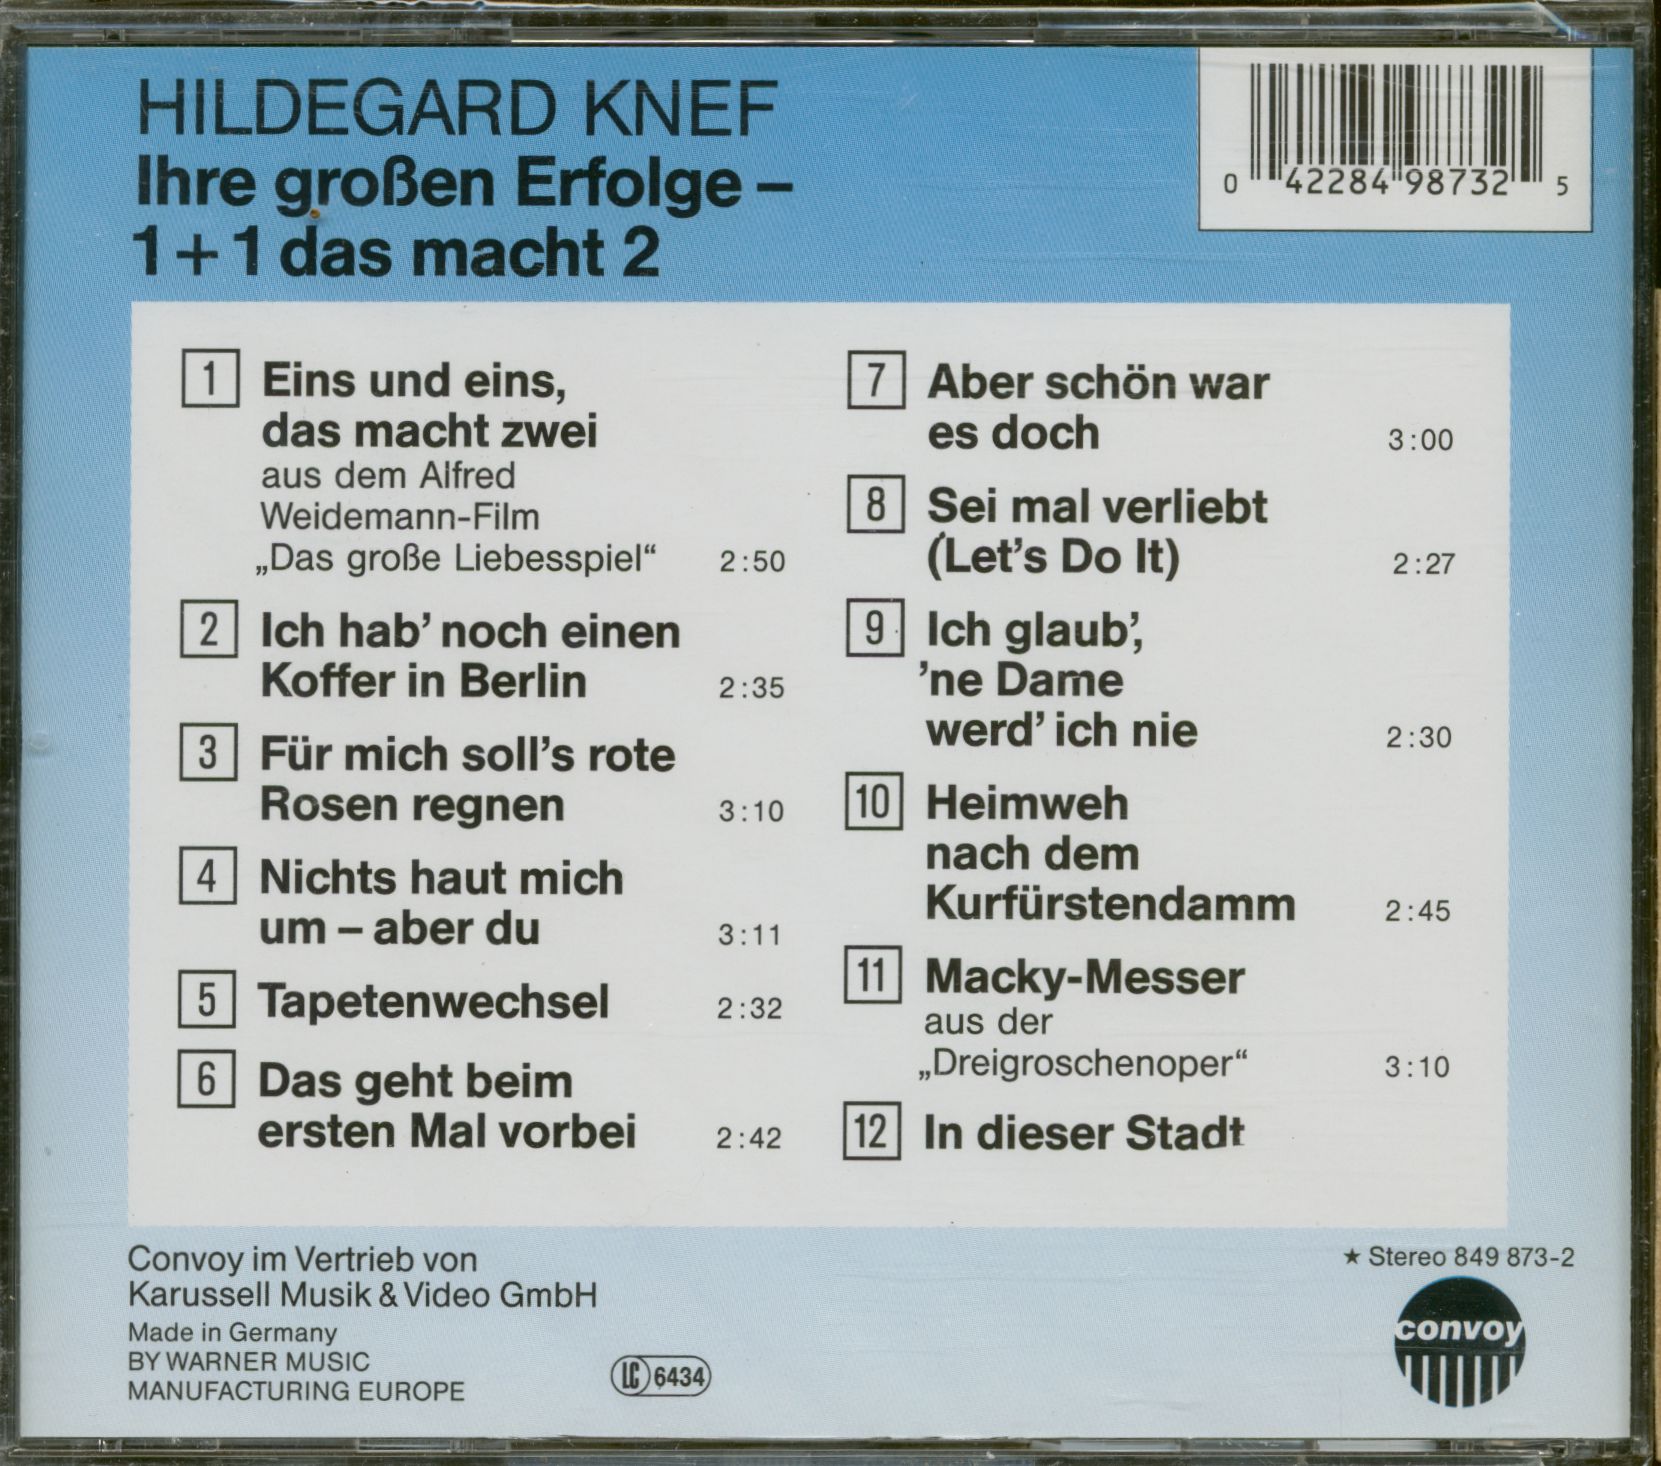 HILDEGARD KNEF
Ihre großen Erfolge –
1+1 das macht 2
0 42284 98732 5
1 Eins und eins,
das macht zwei
aus dem Alfred
Weidemann-Film
„Das große Liebesspiel“ 2:50
2 Ich hab’ noch einen
Koffer in Berlin 2:35
3 Für mich soll’s rote
Rosen regnen 3:10
4 Nichts haut mich
um – aber du 3:11
5 Tapetenwechsel 2:32
6 Das geht beim
ersten Mal vorbei 2:42
7 Aber schön war
es doch 3:00
8 Sei mal verliebt
(Let’s Do It) 2:27
9 Ich glaub’,
’ne Dame
werd’ ich nie 2:30
10 Heimweh
nach dem
Kurfürstendamm 2:45
11 Macky-Messer
aus der
„Dreigroschenoper“ 3:10
12 In dieser Stadt
Convoy im Vertrieb von
Karussell Musik & Video GmbH
Made in Germany
BY WARNER MUSIC
MANUFACTURING EUROPE
LC 6434
★ Stereo 849 873-2
convoy